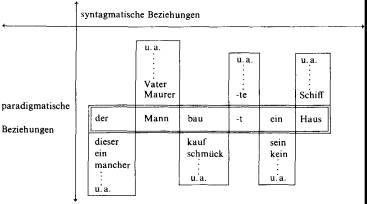 syntagmatische Beziehungen
u. a. u. a. u. a.
Vater
Maurer -te Schiff
paradigmatische
der Mann bau -t ein Haus
Beziehungen
dieser kauf sein
ein schmück kein
mancher
u. a. u. a.
u. a.